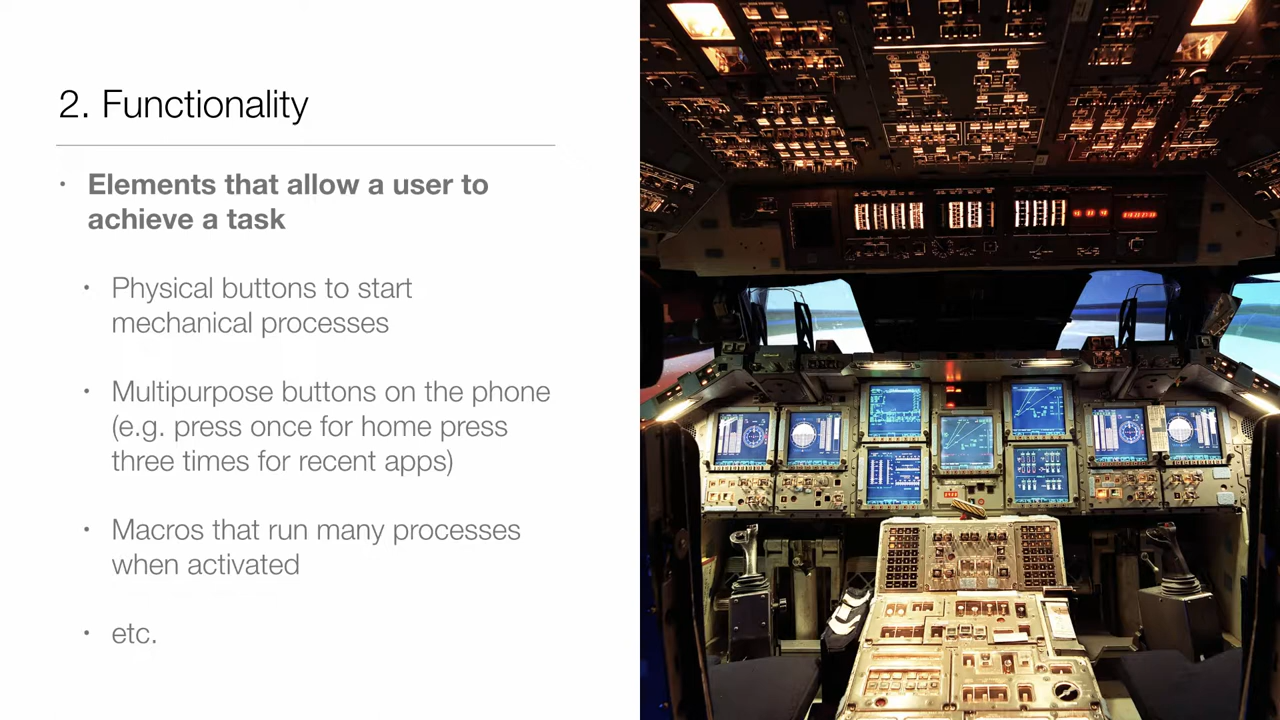 2. Functionality
• Elements that allow a user to
achieve a task
• Physical buttons to start
mechanical processes
• Multipurpose buttons on the phone
(e.g. press once for home press
three times for recent apps)
• Macros that run many processes
when activated
• etc.